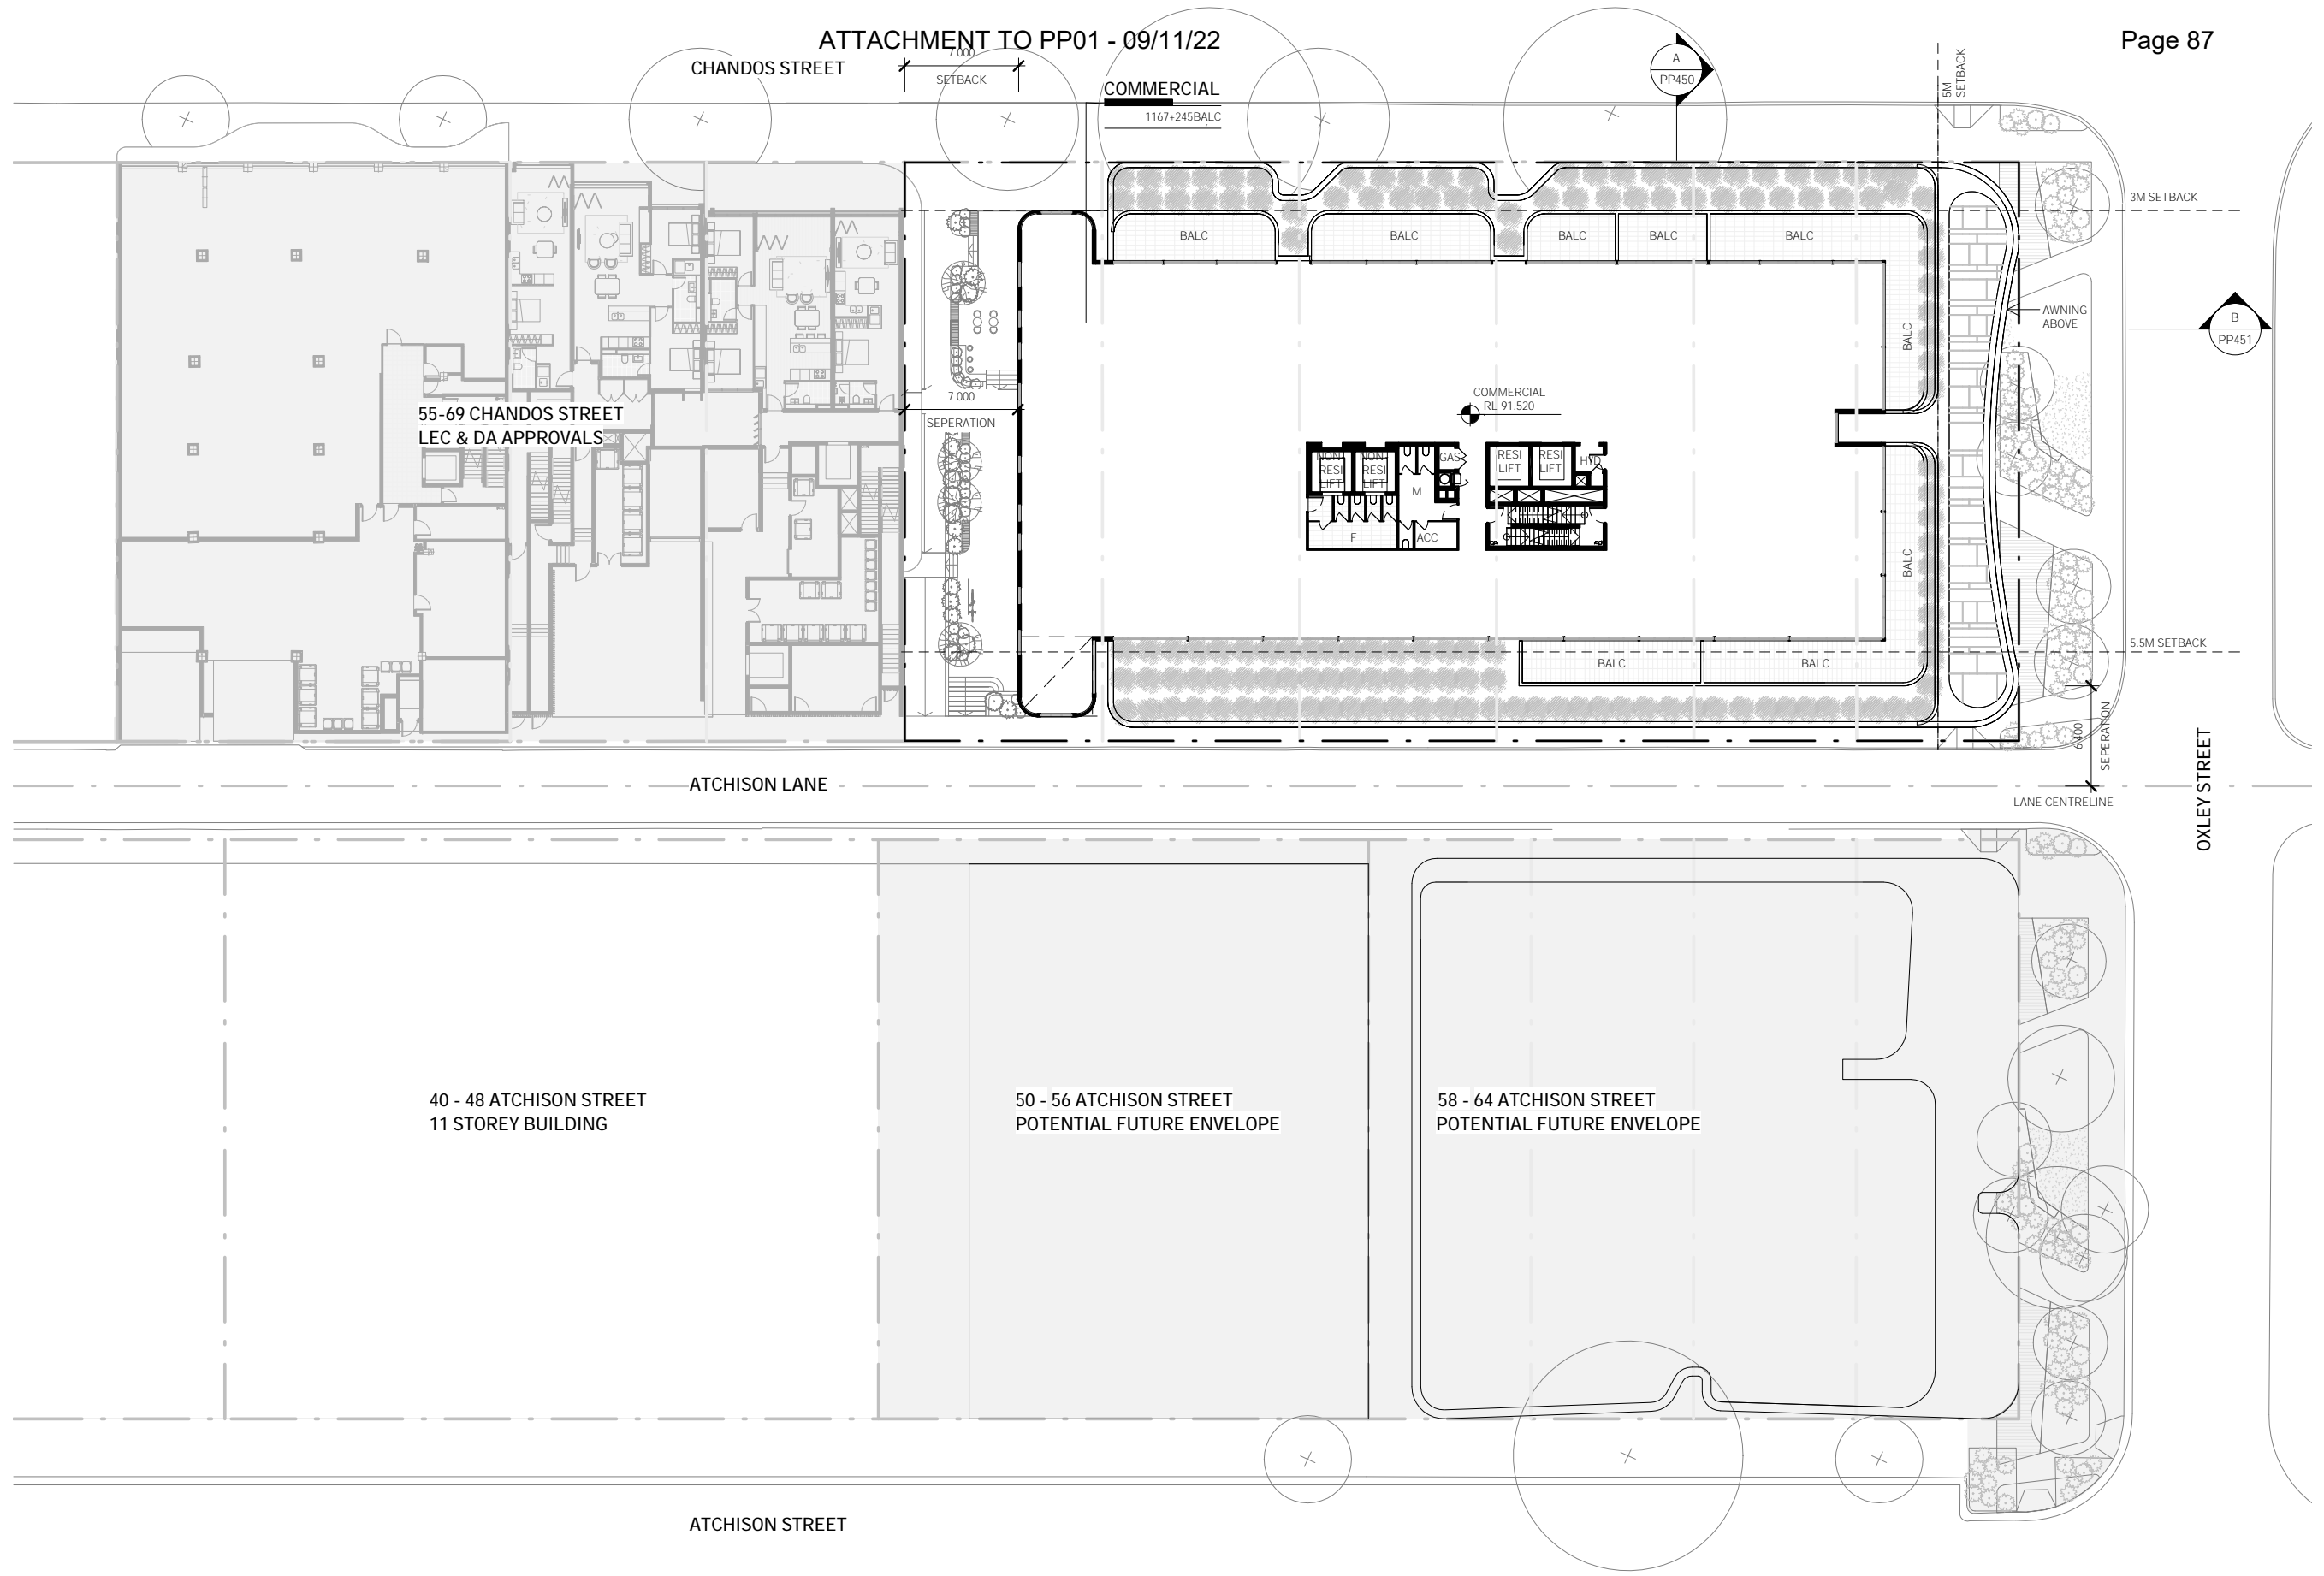 ATTACHMENT TO PP01 - 09/11/22
Page 87
CHANDOS STREET
7 000
SETBACK
COMMERCIAL
1167+245BALC
A
PP450
5M
SETBACK
3M SETBACK
BALC
BALC
BALC
BALC
BALC
AWNING
ABOVE
B
PP451
BALC
COMMERCIAL
RL 91.520
55-69 CHANDOS STREET
LEC & DA APPROVALS
7 000
SEPERATION
NON
RESI
LIFT
NON
RESI
LIFT
GAS
M
F
ACC
RESI
LIFT
RESI
LIFT
HYD
BALC
5.5M SETBACK
BALC
BALC
6400
SEPERATION
ATCHISON LANE
LANE CENTRELINE
OXLEY STREET
40 - 48 ATCHISON STREET
11 STOREY BUILDING
50 - 56 ATCHISON STREET
POTENTIAL FUTURE ENVELOPE
58 - 64 ATCHISON STREET
POTENTIAL FUTURE ENVELOPE
ATCHISON STREET